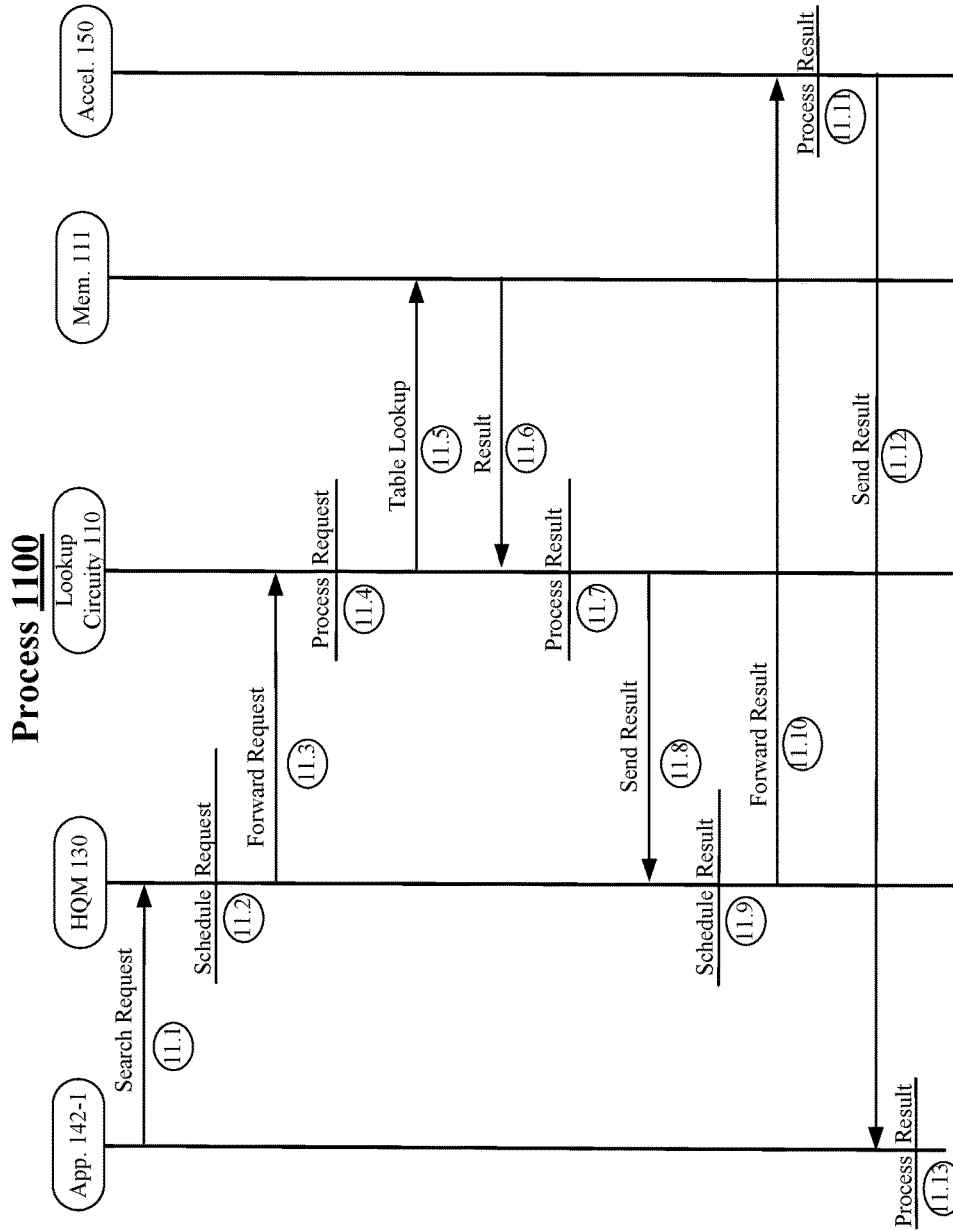 Process 1100
App. 142-1
HQM 130
Lookup
Circuity 110
Mem. 111
Accel. 150
Search Request
11.1
Schedule Request
11.2
Forward Request
11.3
Process Request
11.4
Table Lookup
11.5
Result
11.6
Process Result
11.7
Send Result
11.8
Schedule Result
11.9
Forward Result
11.10
Process Result
11.11
Send Result
11.12
Process Result
11.13